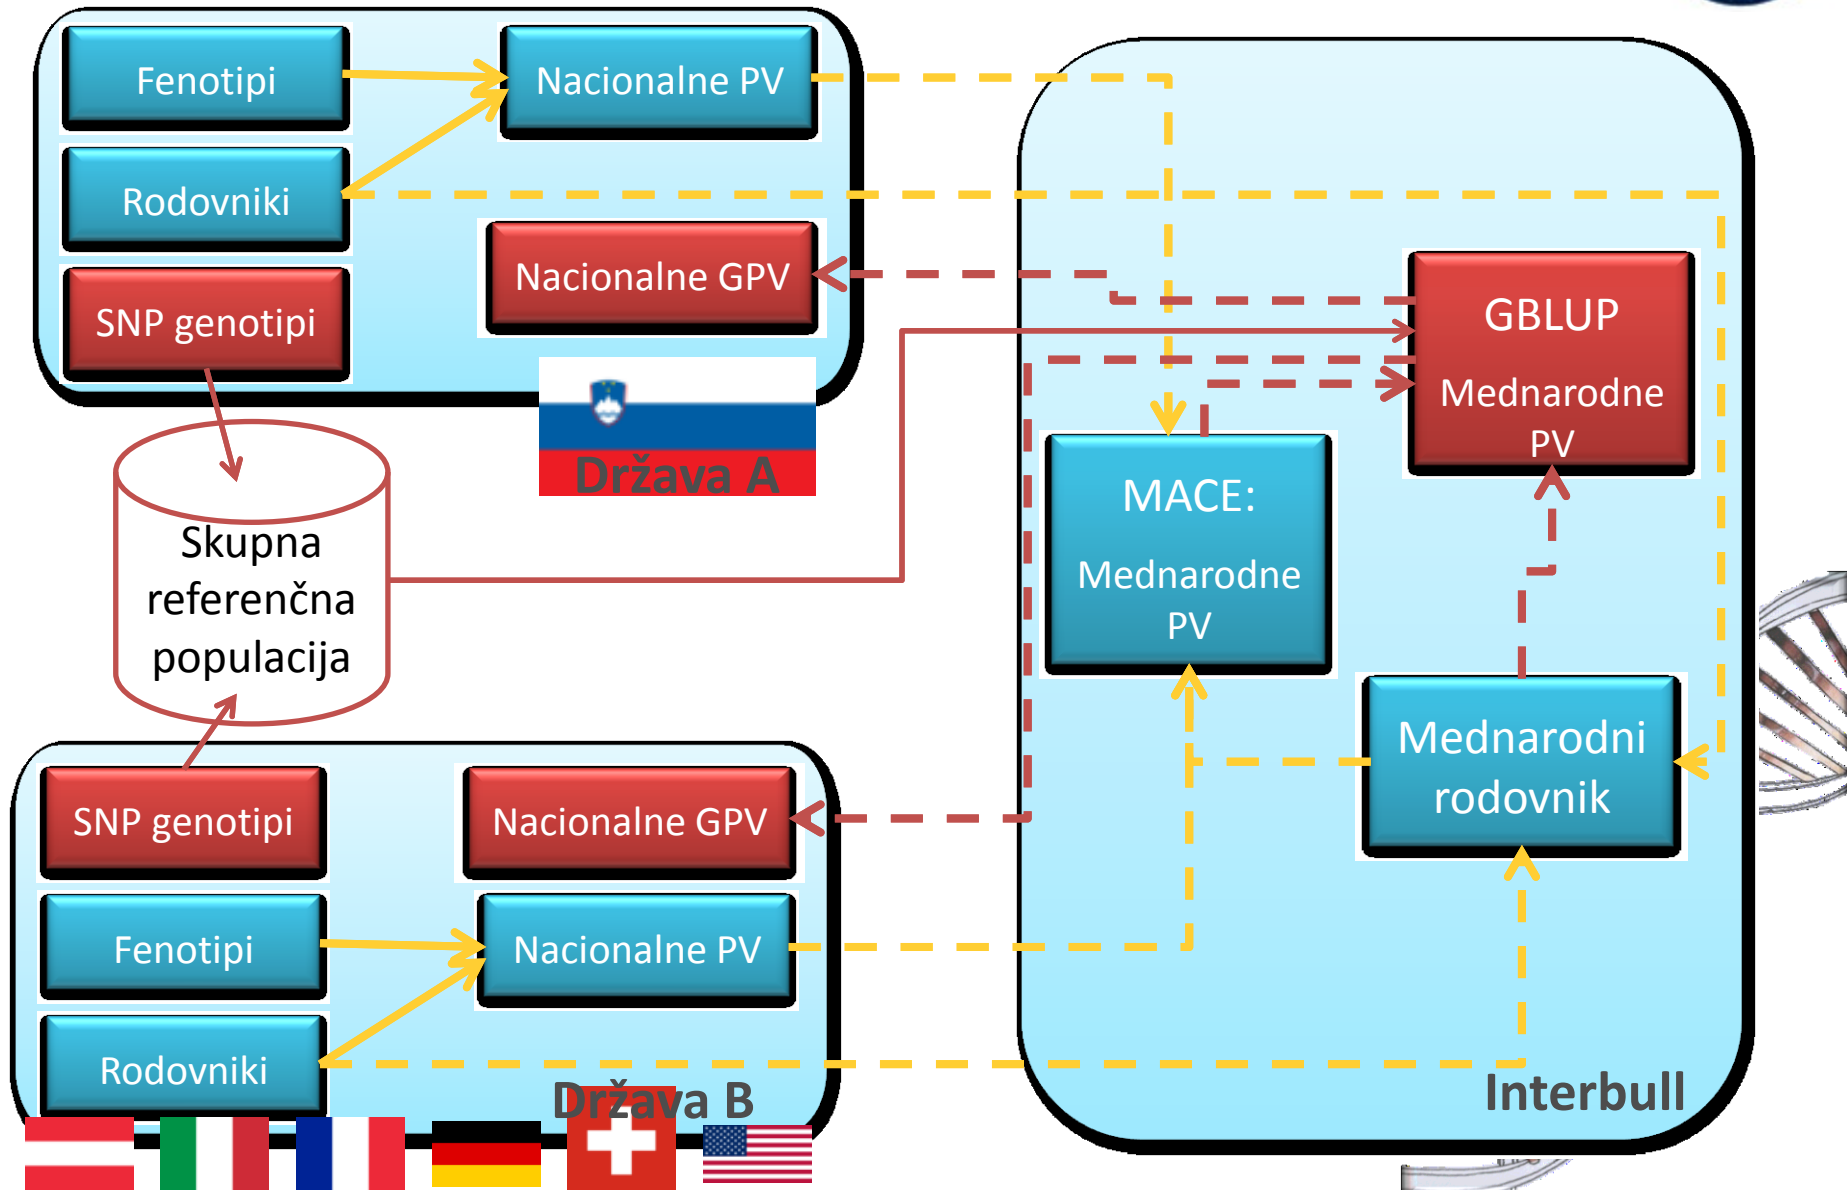 Fenotipi
Nacionalne PV
Rodovniki
Nacionalne GPV
SNP genotipi
Država A
Skupna
referenčna
populacija
SNP genotipi
Nacionalne GPV
Fenotipi
Nacionalne PV
Rodovniki
Država B
GBLUP
Mednarodne
PV
MACE:
Mednarodne
PV
Mednarodni
rodovnik
Interbull